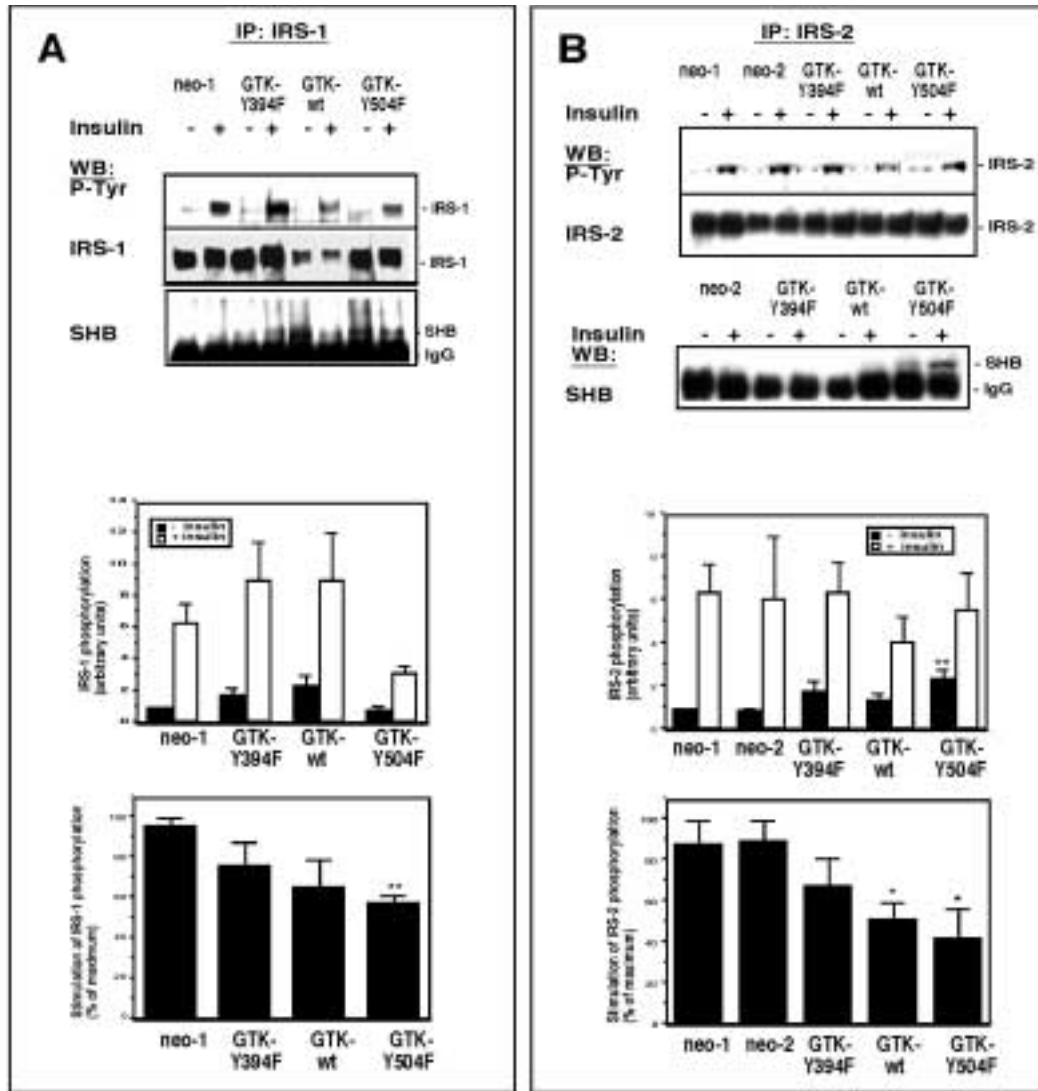 A
IP: IRS-1
neo-1 GTK- GTK- GTK-
Y394F wt Y504F
Insulin - + - + - + - +
WB:
P-Tyr
- IRS-1
IRS-1
- IRS-1
SHB
SHB
IgG
- Insulin
+ Insulin
IRS-1 phosphorylation
(arbitrary units)
neo-1 GTK- GTK- GTK-
Y394F wt Y504F
Stimulation of IRS-1 phosphorylation
(% of maximum)
**
neo-1 GTK- GTK- GTK-
Y394F wt Y504F
B
IP: IRS-2
neo-1 neo-2 GTK- GTK- GTK-
Y394F wt Y504F
Insulin - + - + - + - + - +
WB:
P-Tyr
- IRS-2
IRS-2
- IRS-2
neo-2 GTK- GTK- GTK-
Y394F wt Y504F
Insulin - + - + - + - +
WB:
- SHB
SHB
- IgG
- Insulin
+ Insulin
IRS-2 phosphorylation
(arbitrary units)
**
neo-1 neo-2 GTK- GTK- GTK-
Y394F wt Y504F
Stimulation of IRS-2 phosphorylation
(% of maximum)
* *
neo-1 neo-2 GTK- GTK- GTK-
Y394F wt Y504F